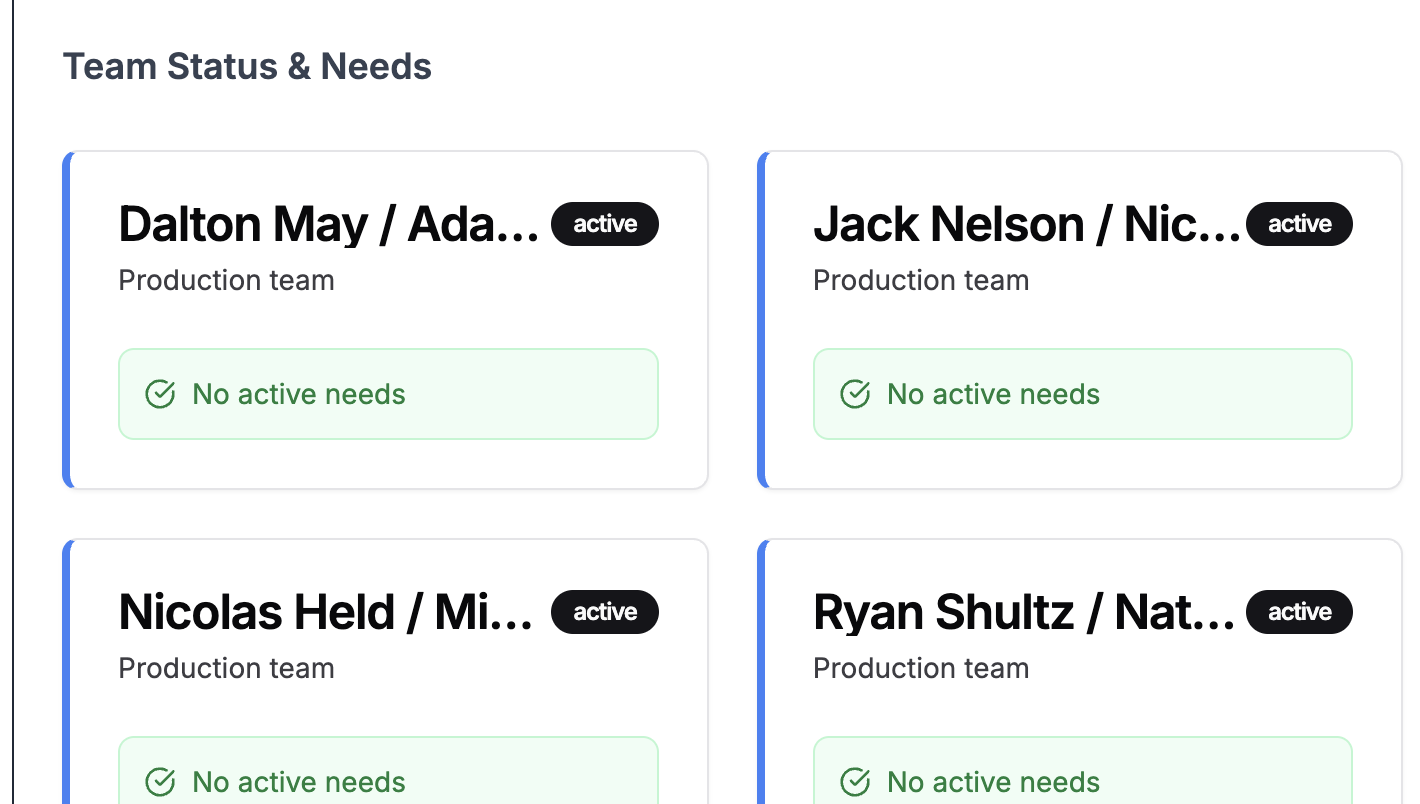 Team Status & Needs
Dalton May / Ada... active
Production team
No active needs
Jack Nelson / Nic... active
Production team
No active needs
Nicolas Held / Mi... active
Production team
No active needs
Ryan Shultz / Nat... active
Production team
No active needs